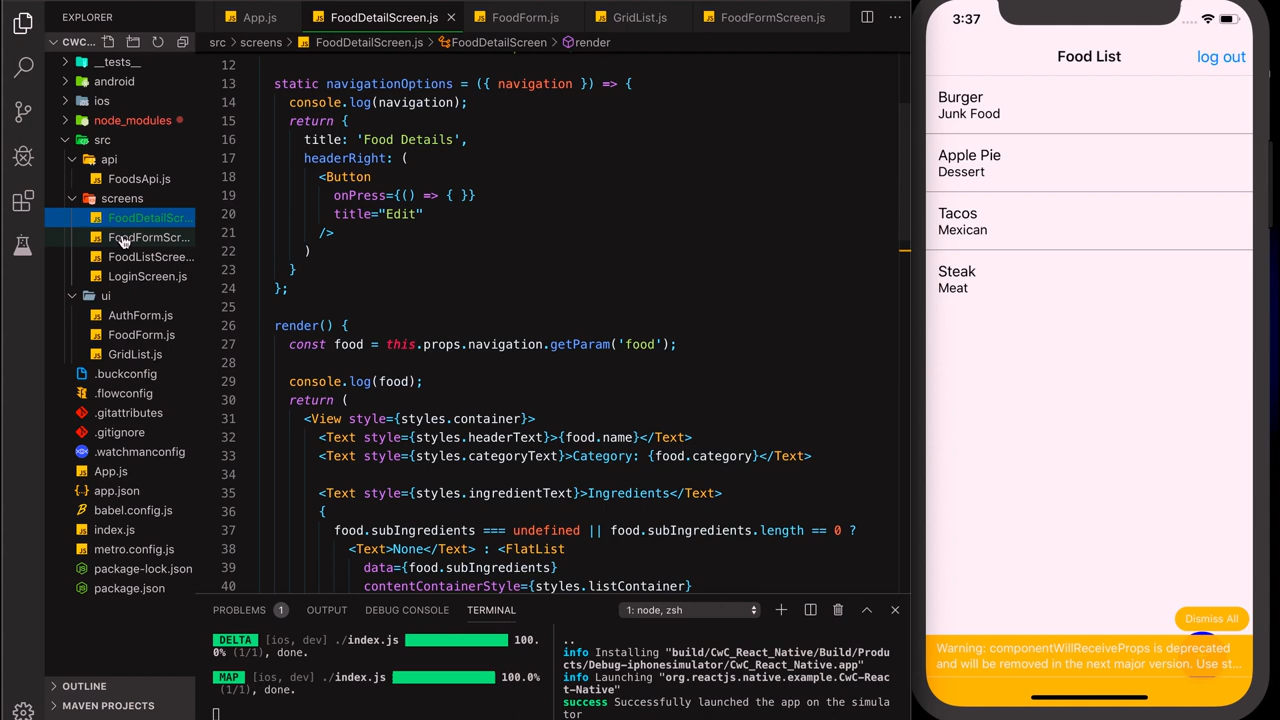 EXPLORER
CWC...
__tests__
android
ios
node_modules
src
api
FoodsApi.js
screens
FoodDetailScr...
FoodFormScr...
FoodListScree...
LoginScreen.js
ui
AuthForm.js
FoodForm.js
GridList.js
.buckconfig
.flowconfig
.gitattributes
.gitignore
.watchmanconfig
App.js
app.json
babel.config.js
index.js
metro.config.js
package-lock.json
package.json
OUTLINE
MAVEN PROJECTS
App.js
FoodDetailScreen.js
FoodForm.js
GridList.js
FoodFormScreen.js
src > screens > FoodDetailScreen.js > FoodDetailScreen > render
12
13 static navigationOptions = ({ navigation }) => {
14 console.log(navigation);
15 return {
16 title: 'Food Details',
17 headerRight: (
18 <Button
19 onPress={() => { }}
20 title="Edit"
21 />
22 )
23 }
24 };
25
26 render() {
27 const food = this.props.navigation.getParam('food');
28
29 console.log(food);
30 return (
31 <View style={styles.container}>
32 <Text style={styles.headerText}>{food.name}</Text>
33 <Text style={styles.categoryText}>Category: {food.category}</Text>
34
35 <Text style={styles.ingredientText}>Ingredients</Text>
36 {
37 food.subIngredients === undefined || food.subIngredients.length == 0 ?
38 <Text>None</Text> : <FlatList
39 data={food.subIngredients}
40 contentContainerStyle={styles.listContainer}
PROBLEMS 1 OUTPUT DEBUG CONSOLE TERMINAL 1: node, zsh
DELTA [ios, dev] ./index.js 100.
0% (1/1), done.
MAP [ios, dev] ./index.js 100.0%
(1/1), done.
..
info Installing "build/CwC_React_Native/Build/Produ
cts/Debug-iphonesimulator/CwC_React_Native.app"
info Launching "org.reactjs.native.example.CwC-Reac
t-Native"
success Successfully launched the app on the simula
tor
3:37
Food List
log out
Burger
Junk Food
Apple Pie
Dessert
Tacos
Mexican
Steak
Meat
Dismiss All
Warning: componentWillReceiveProps is deprecated
and will be removed in the next major version. Use st...